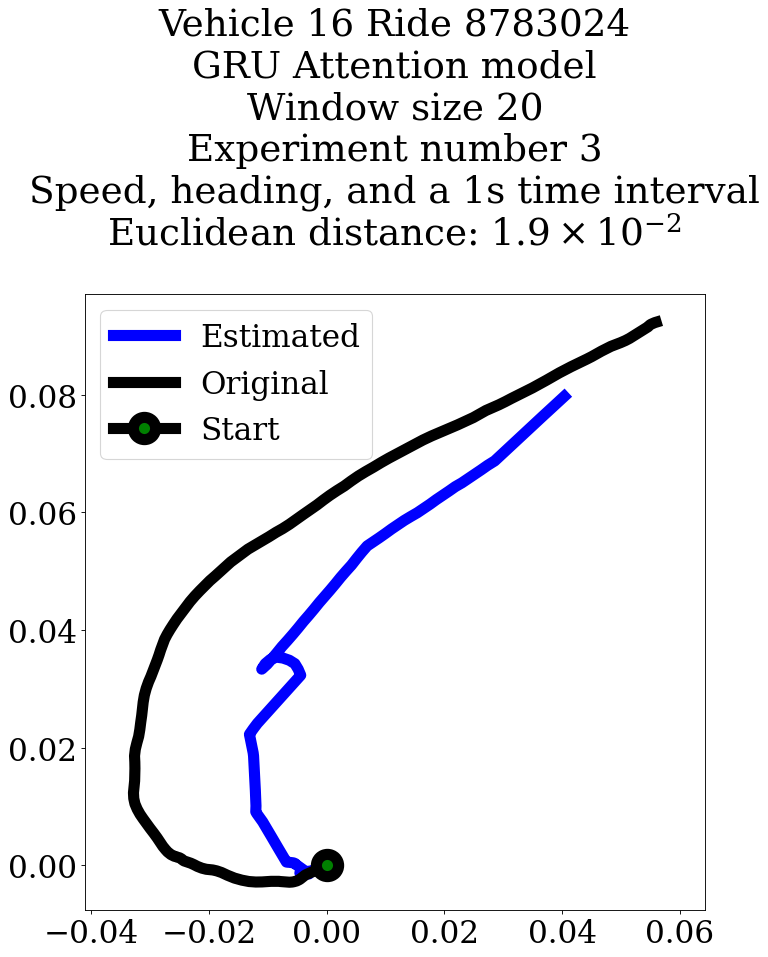 Vehicle 16 Ride 8783024
GRU Attention model
Window size 20
Experiment number 3
Speed, heading, and a 1s time interval
Euclidean distance: 1.9 × 10⁻²
Estimated
Original
Start
0.08
0.06
0.04
0.02
0.00
−0.04 −0.02 0.00 0.02 0.04 0.06